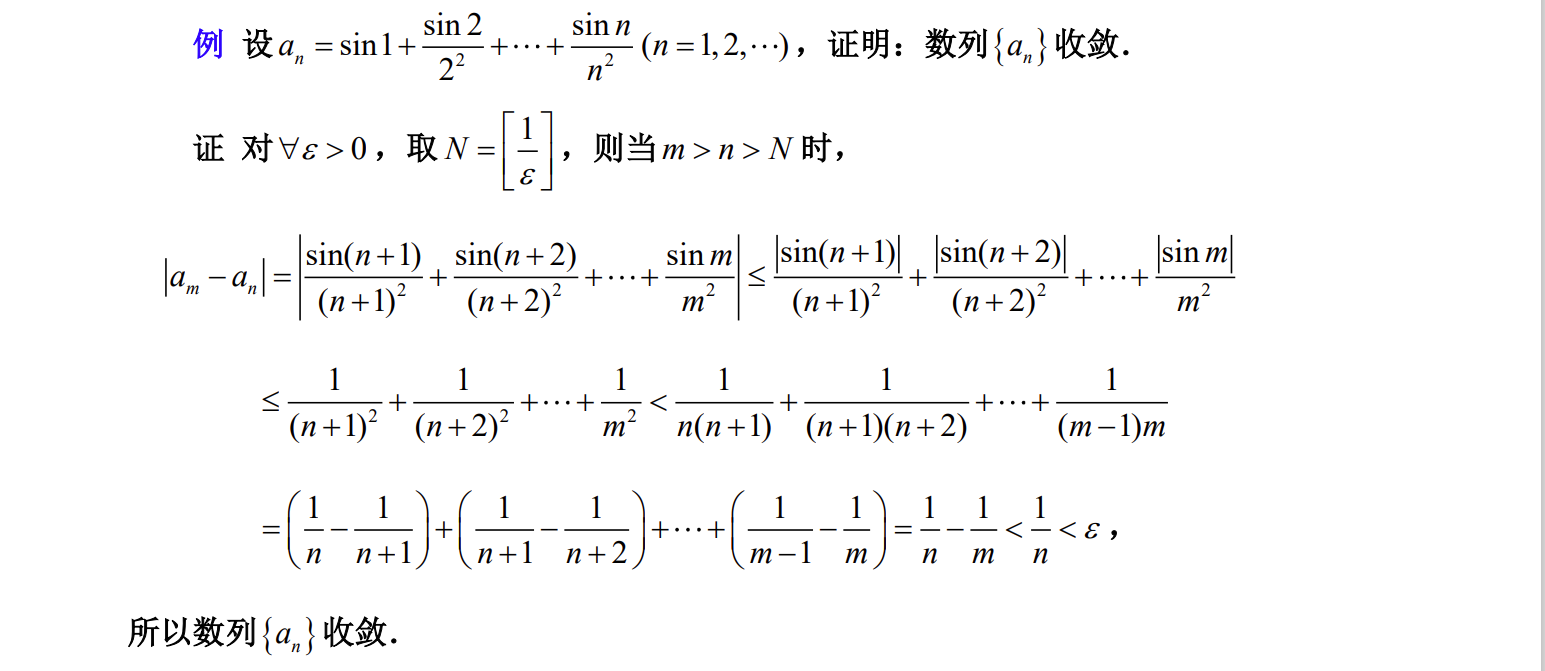 例 设 $a_n = \sin 1 + \frac{\sin 2}{2^2} + \cdots + \frac{\sin n}{n^2} (n = 1, 2, \cdots)$，证明：数列$\{a_n\}$收敛．
证 对$\forall \varepsilon > 0$，取$N = \left[\frac{1}{\varepsilon}\right]$，则当$m > n > N$时，
$|a_m - a_n| = \left|\frac{\sin(n+1)}{(n+1)^2} + \frac{\sin(n+2)}{(n+2)^2} + \cdots + \frac{\sin m}{m^2}\right| \le \frac{|\sin(n+1)|}{(n+1)^2} + \frac{|\sin(n+2)|}{(n+2)^2} + \cdots + \frac{|\sin m|}{m^2}$
$\le \frac{1}{(n+1)^2} + \frac{1}{(n+2)^2} + \cdots + \frac{1}{m^2} < \frac{1}{n(n+1)} + \frac{1}{(n+1)(n+2)} + \cdots + \frac{1}{(m-1)m}$
$= \left(\frac{1}{n} - \frac{1}{n+1}\right) + \left(\frac{1}{n+1} - \frac{1}{n+2}\right) + \cdots + \left(\frac{1}{m-1} - \frac{1}{m}\right) = \frac{1}{n} - \frac{1}{m} < \frac{1}{n} < \varepsilon$，
所以数列$\{a_n\}$收敛．